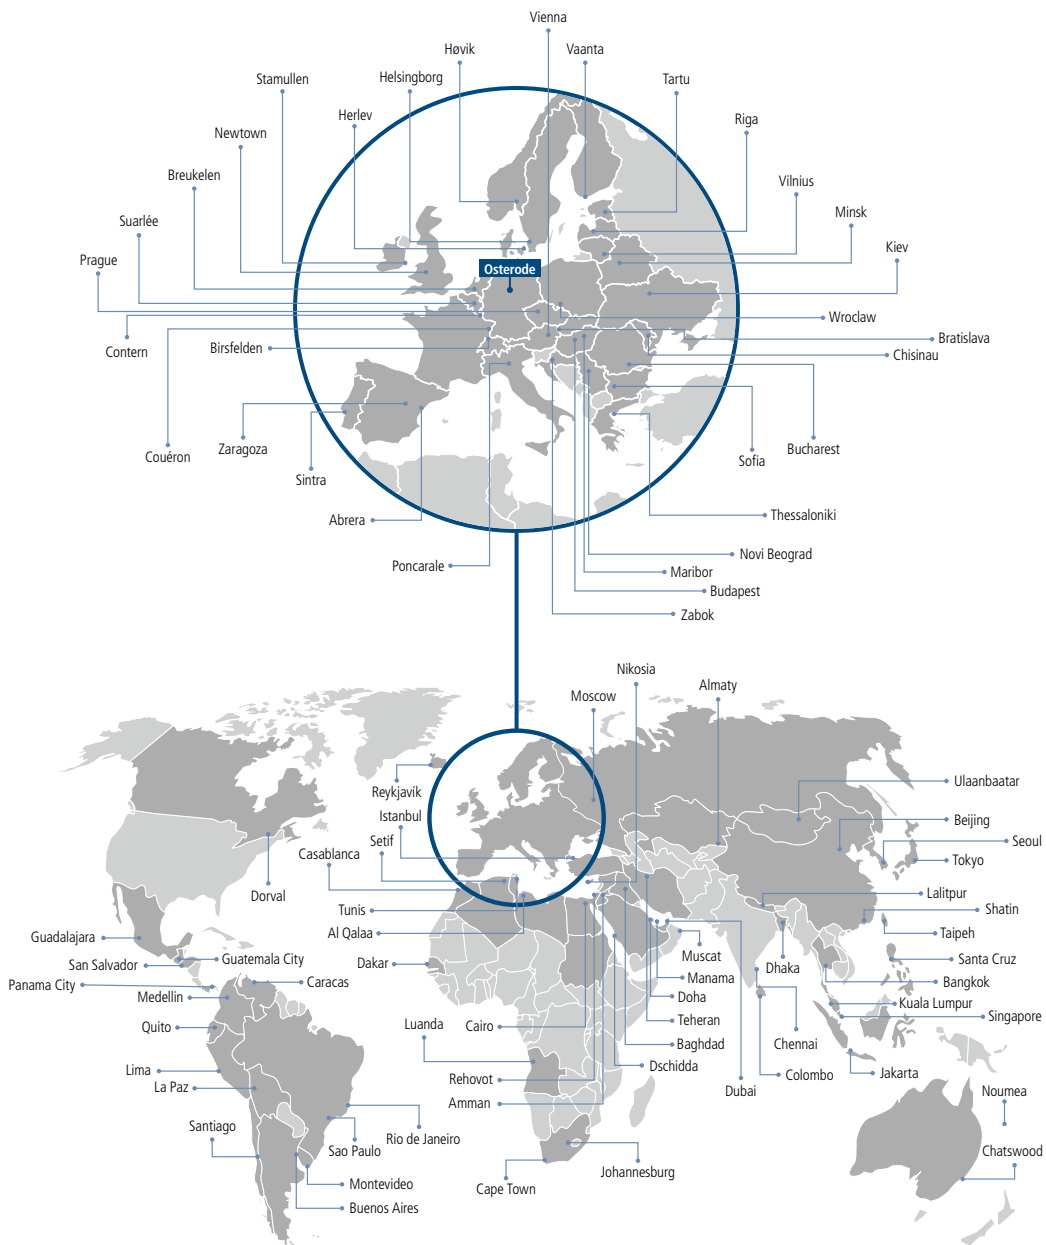 Vienna
Høvik
Vaanta
Stamullen
Helsingborg
Tartu
Herlev
Riga
Newtown
Breukelen
Vilnius
Suarlée
Minsk
Kiev
Prague
Osterode
Wroclaw
Bratislava
Contern
Birsfelden
Chisinau
Zaragoza
Couéron
Bucharest
Sofia
Sintra
Abrera
Thessaloniki
Novi Beograd
Poncarale
Maribor
Budapest
Zabok
Nikosia
Moscow
Almaty
Reykjavík
Ulaanbaatar
Istanbul
Beijing
Setif
Seoul
Casablanca
Tokyo
Dorval
Lalitpur
Tunis
Shatin
Al Qalaa
Taipeh
Guadalajara
Guatemala City
Muscat
Santa Cruz
San Salvador
Dakar
Dhaka
Panama City
Caracas
Manama
Bangkok
Medellin
Doha
Kuala Lumpur
Quito
Luanda
Cairo
Teheran
Singapore
Baghdad
Chennai
Lima
Dschidda
Colombo
Jakarta
La Paz
Rehovot
Dubai
Noumea
Amman
Santiago
Rio de Janeiro
Sao Paulo
Chatswood
Johannesburg
Montevideo
Cape Town
Buenos Aires